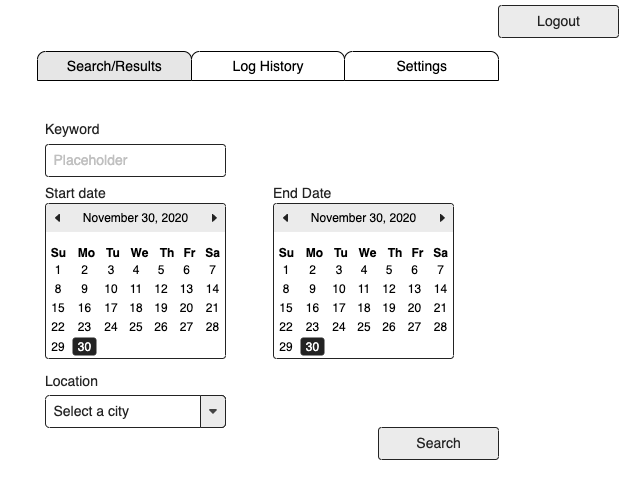 Logout
Search/Results Log History Settings
Keyword
Placeholder
Start date End Date
November 30, 2020 November 30, 2020
Su Mo Tu We Th Fr Sa Su Mo Tu We Th Fr Sa
1 2 3 4 5 6 7 1 2 3 4 5 6 7
8 9 10 11 12 13 14 8 9 10 11 12 13 14
15 16 17 18 19 20 21 15 16 17 18 19 20 21
22 23 24 25 26 27 28 22 23 24 25 26 27 28
29 30 29 30
Location
Select a city
Search